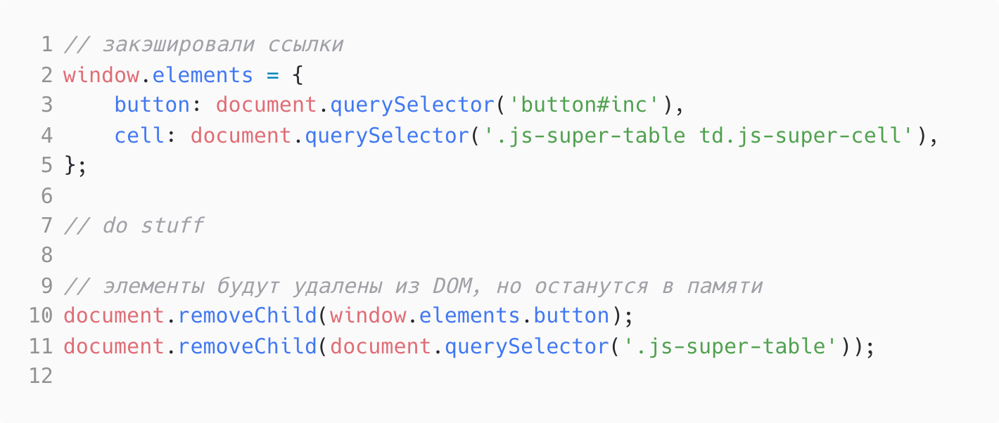 1 // закэшировали ссылки
2 window.elements = {
3     button: document.querySelector('button#inc'),
4     cell: document.querySelector('.js-super-table td.js-super-cell'),
5 };
6
7 // do stuff
8
9 // элементы будут удалены из DOM, но останутся в памяти
10 document.removeChild(window.elements.button);
11 document.removeChild(document.querySelector('.js-super-table'));
12